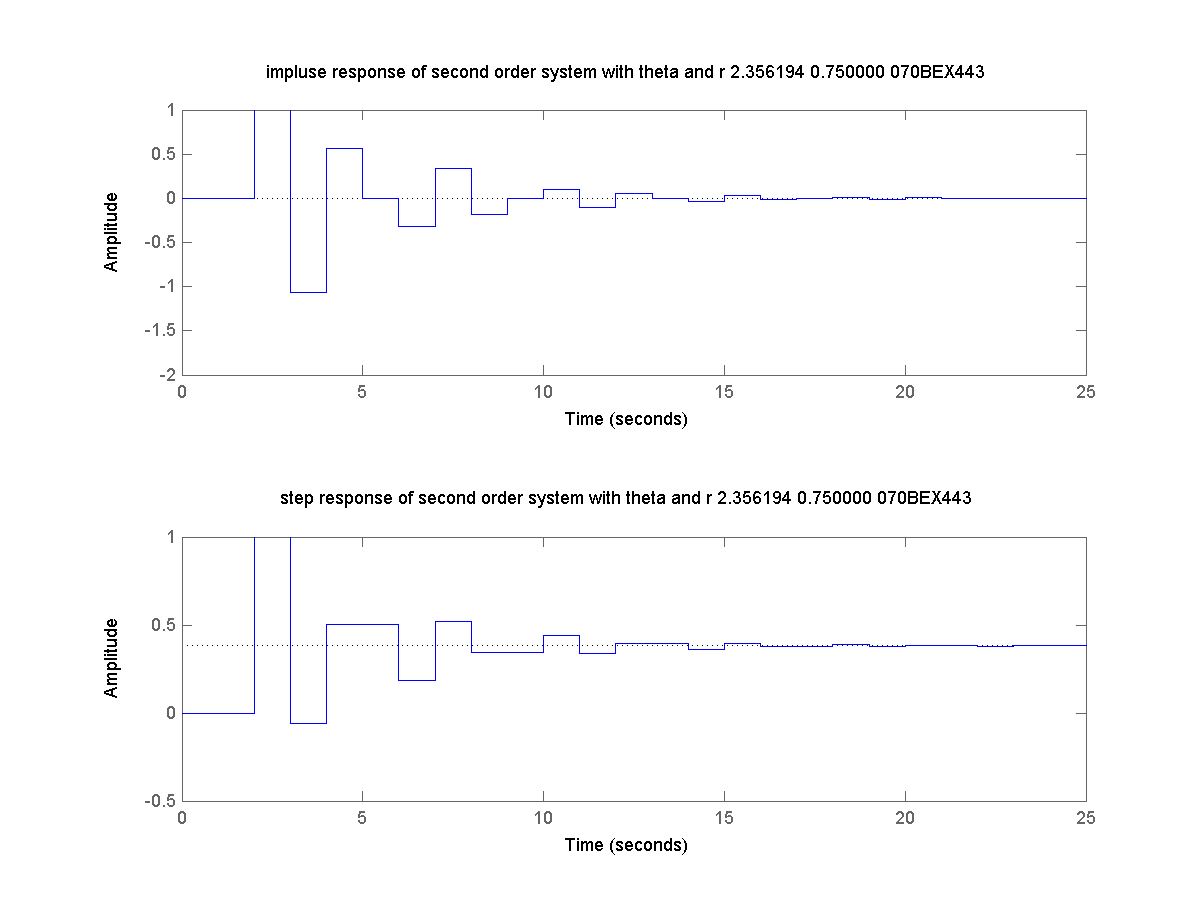 impluse response of second order system with theta and r 2.356194 0.750000 070BEX443
1
0.5
0
-0.5
-1
-1.5
-2
Amplitude
0 5 10 15 20 25
Time (seconds)
step response of second order system with theta and r 2.356194 0.750000 070BEX443
1
0.5
0
-0.5
Amplitude
0 5 10 15 20 25
Time (seconds)